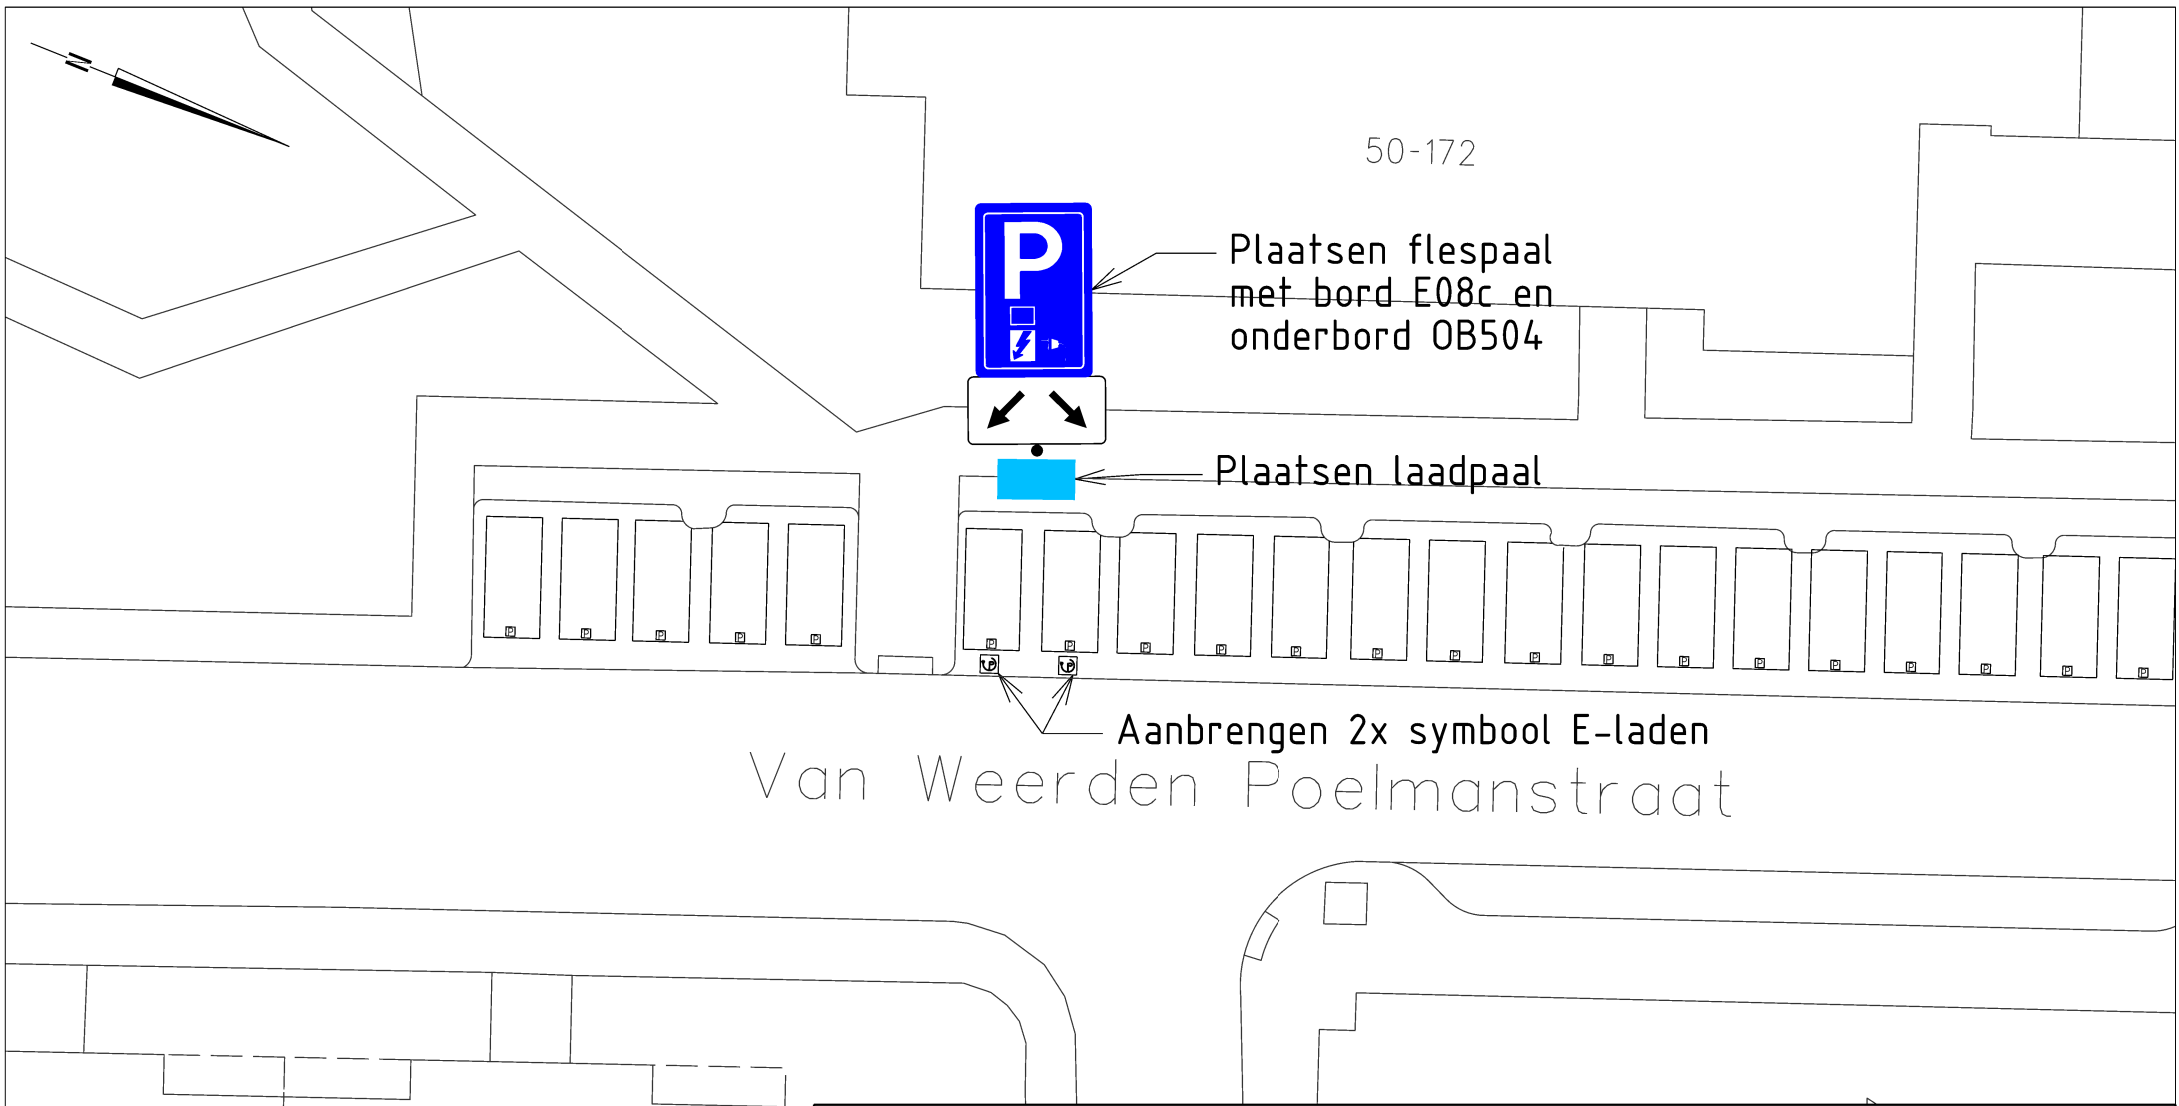 N
50-172
P
Plaatsen flespaal
met bord E08c en
onderbord OB504
Plaatsen laadpaal
P P P P P P P P P P P P P P P P P P P P P
Aanbrengen 2x symbool E-laden
Van Weerden Poelmanstraat